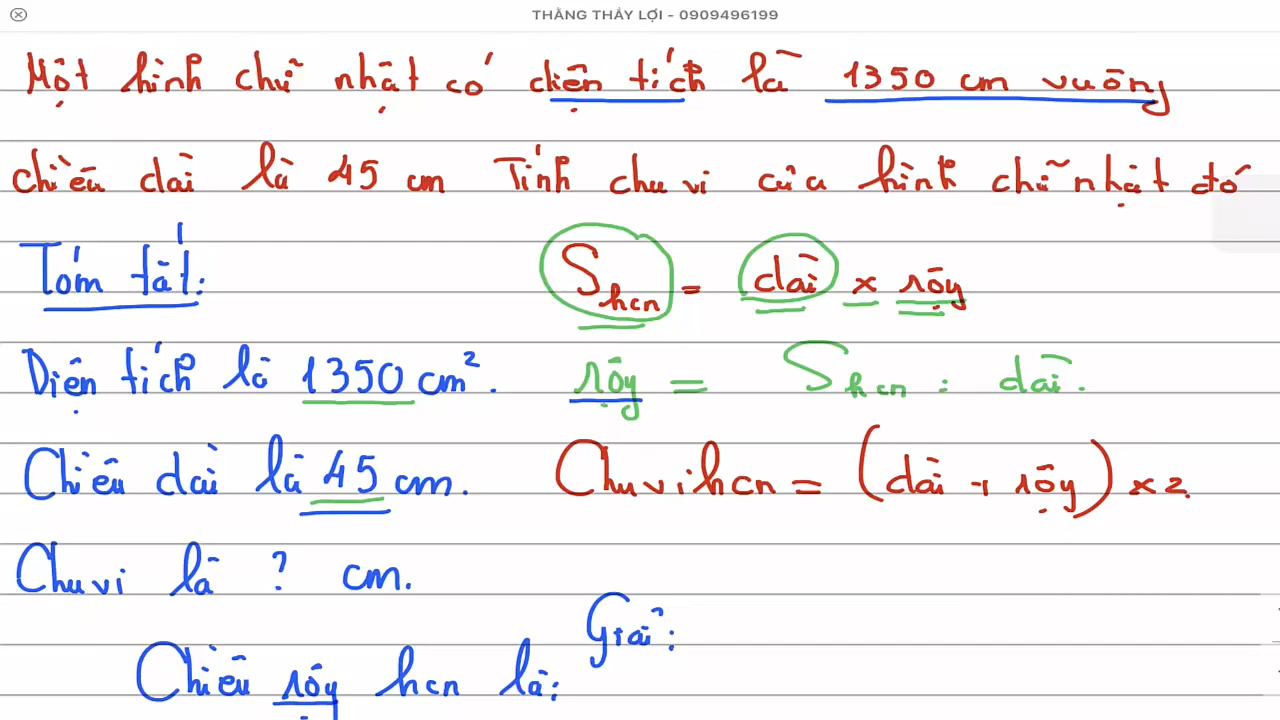 THẮNG THẦY LỢI - 0909496199
Một hình chữ nhật có diện tích là 1350 cm vuông
chiều dài là 45 cm Tính chu vi của hình chữ nhật đó
Tóm tắt:
S hcn = dài x rộng
Diện tích là 1350 cm².
rộng = S hcn : dài.
Chiều dài là 45 cm.
Chu vi hcn = (dài + rộng) x 2.
Chu vi là ? cm.
Giải:
Chiều rộng hcn là: